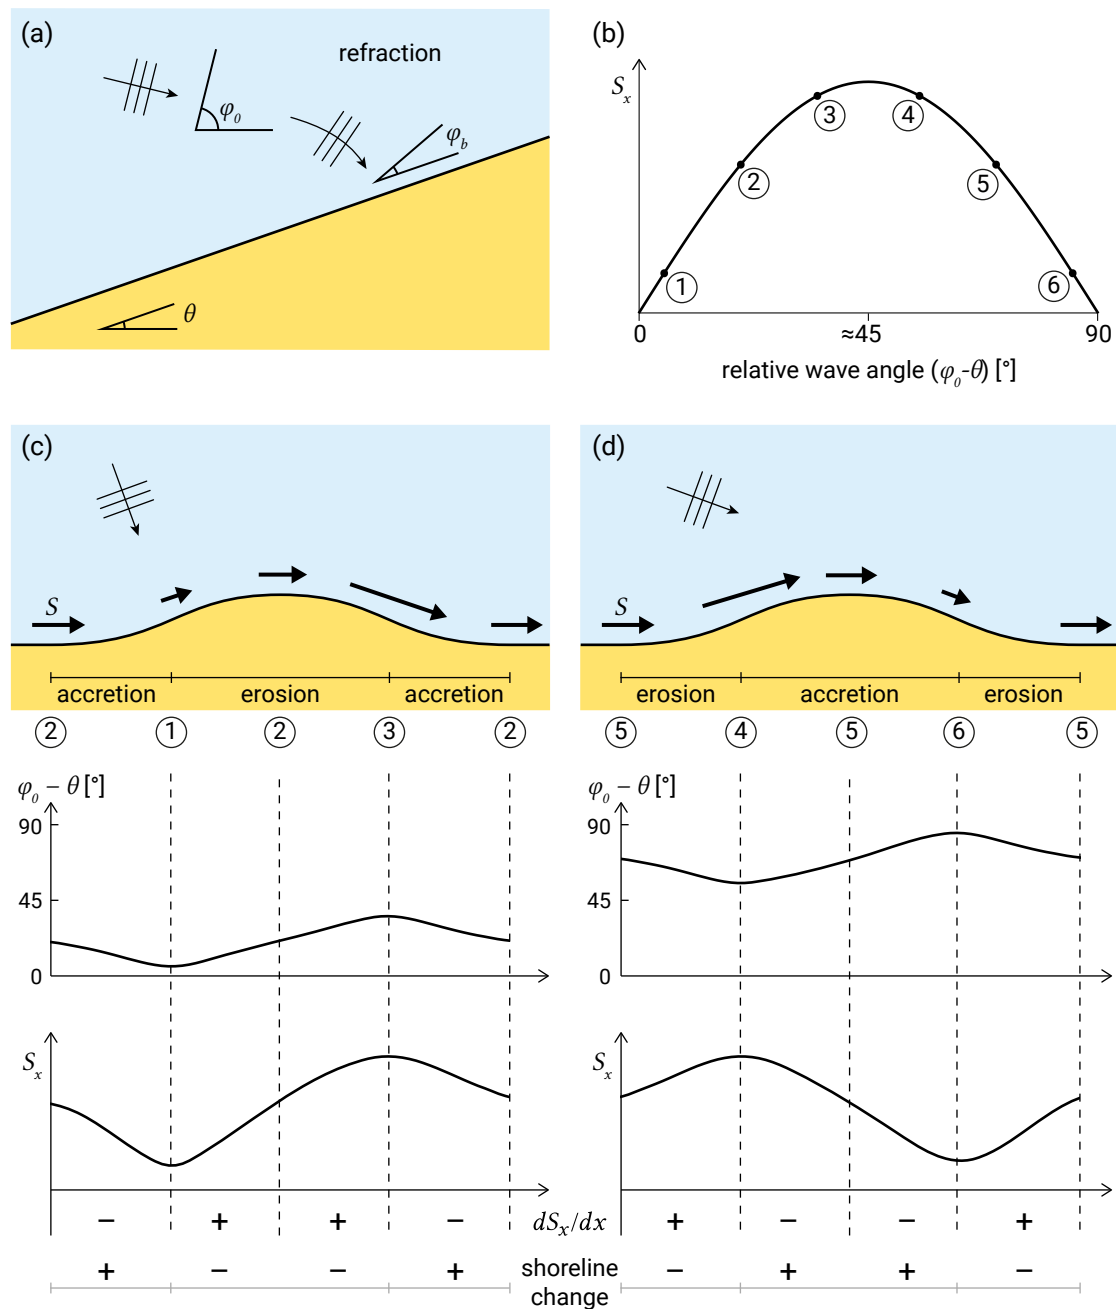 (a)
refraction
φ₀
φ_b
θ
(b)
Sₓ
③ ④
② ⑤
① ⑥
0 ≈45 90
relative wave angle (φ₀-θ) [°]
(c)
S
accretion erosion accretion
② ① ② ③ ②
φ₀ − θ [°]
90
45
0
Sₓ
(d)
S
erosion accretion erosion
⑤ ④ ⑤ ⑥ ⑤
φ₀ − θ [°]
90
45
0
Sₓ
− + + − dSₓ/dx + − − +
+ − − + shoreline − + + −
change